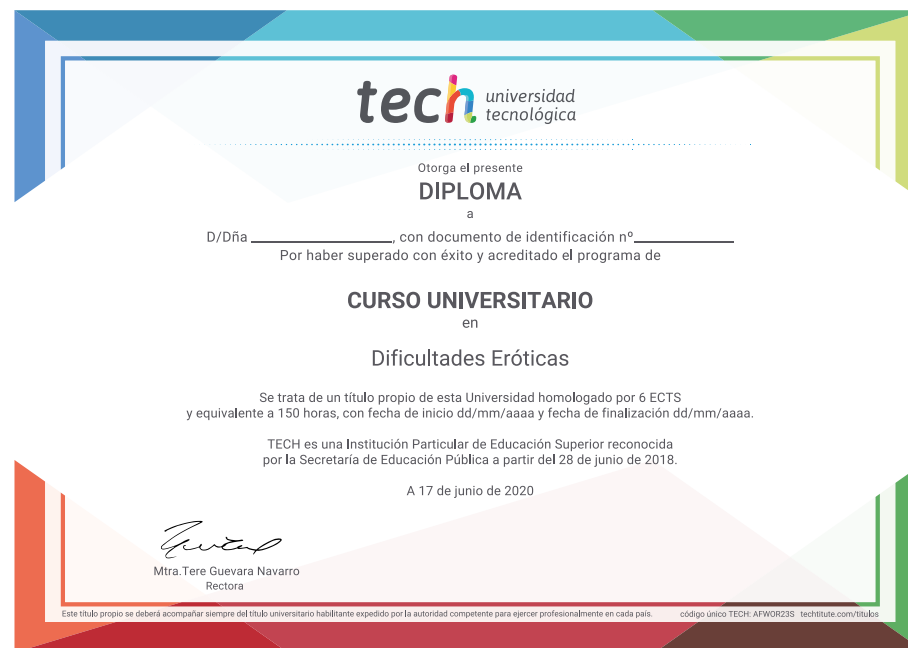 tech universidad
tecnológica
Otorga el presente
DIPLOMA
a
D/Dña ____________, con documento de identificación nº____________
Por haber superado con éxito y acreditado el programa de
CURSO UNIVERSITARIO
en
Dificultades Eróticas
Se trata de un título propio de esta Universidad homologado por 6 ECTS
y equivalente a 150 horas, con fecha de inicio dd/mm/aaaa y fecha de finalización dd/mm/aaaa.
TECH es una Institución Particular de Educación Superior reconocida
por la Secretaría de Educación Pública a partir del 28 de junio de 2018.
A 17 de junio de 2020
Mtra.Tere Guevara Navarro
Rectora
Este título propio se deberá acompañar siempre del título universitario habilitante expedido por la autoridad competente para ejercer profesionalmente en cada país. código único TECH: AFWOR23S techtitute.com/titulos